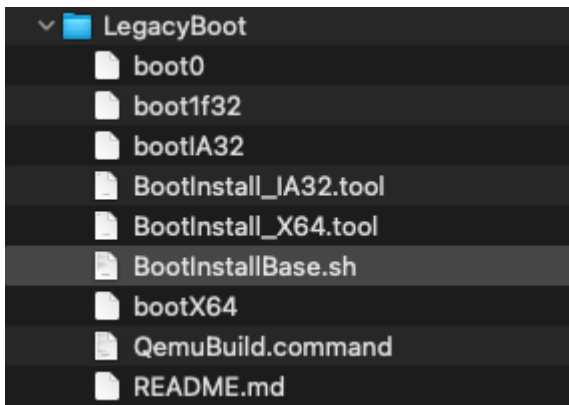 LegacyBoot
boot0
boot1f32
bootIA32
BootInstall_IA32.tool
BootInstall_X64.tool
BootInstallBase.sh
bootX64
QemuBuild.command
README.md